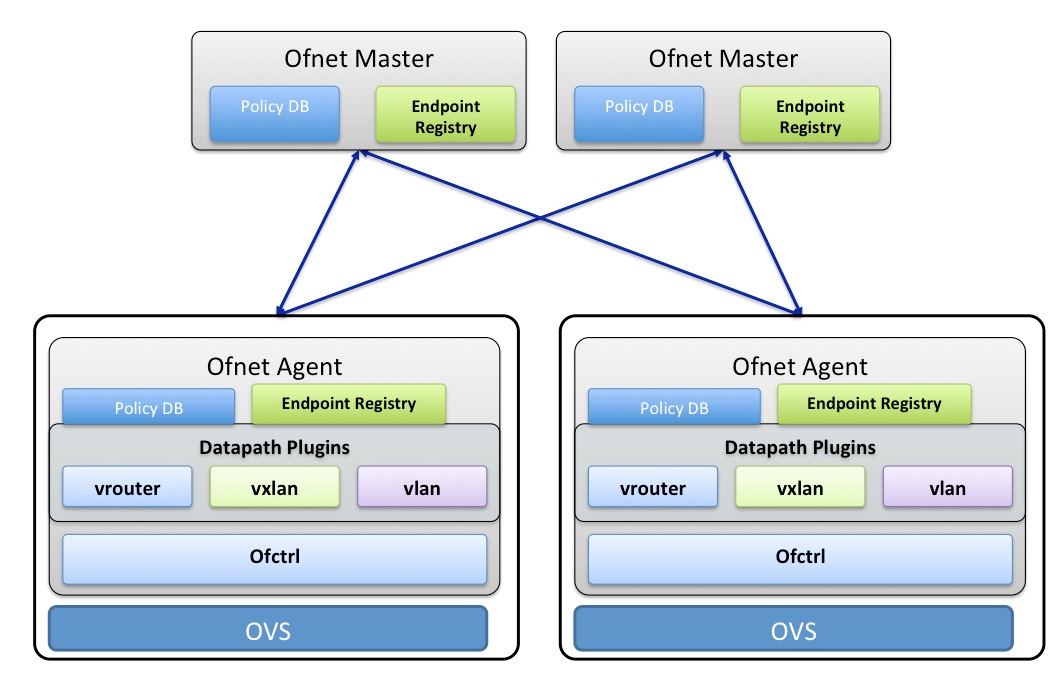 Ofnet Master
Policy DB
Endpoint
Registry
Ofnet Master
Policy DB
Endpoint
Registry
Ofnet Agent
Policy DB
Endpoint Registry
Datapath Plugins
vrouter
vxlan
vlan
Ofctrl
OVS
Ofnet Agent
Policy DB
Endpoint Registry
Datapath Plugins
vrouter
vxlan
vlan
Ofctrl
OVS